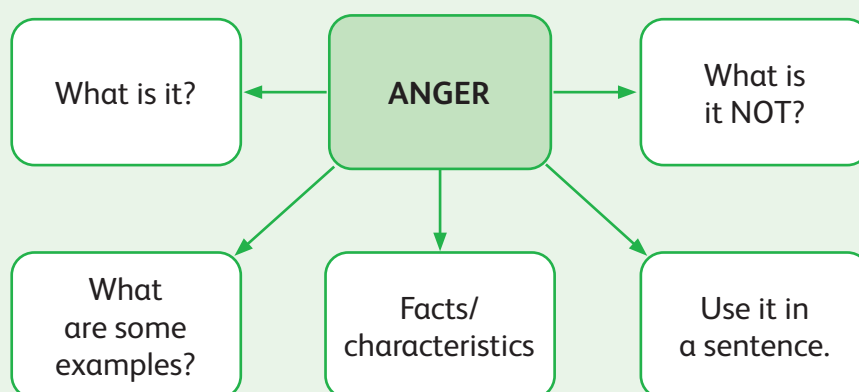 What is it?
ANGER
What is
it NOT?
What
are some
examples?
Facts/
characteristics
Use it in
a sentence.